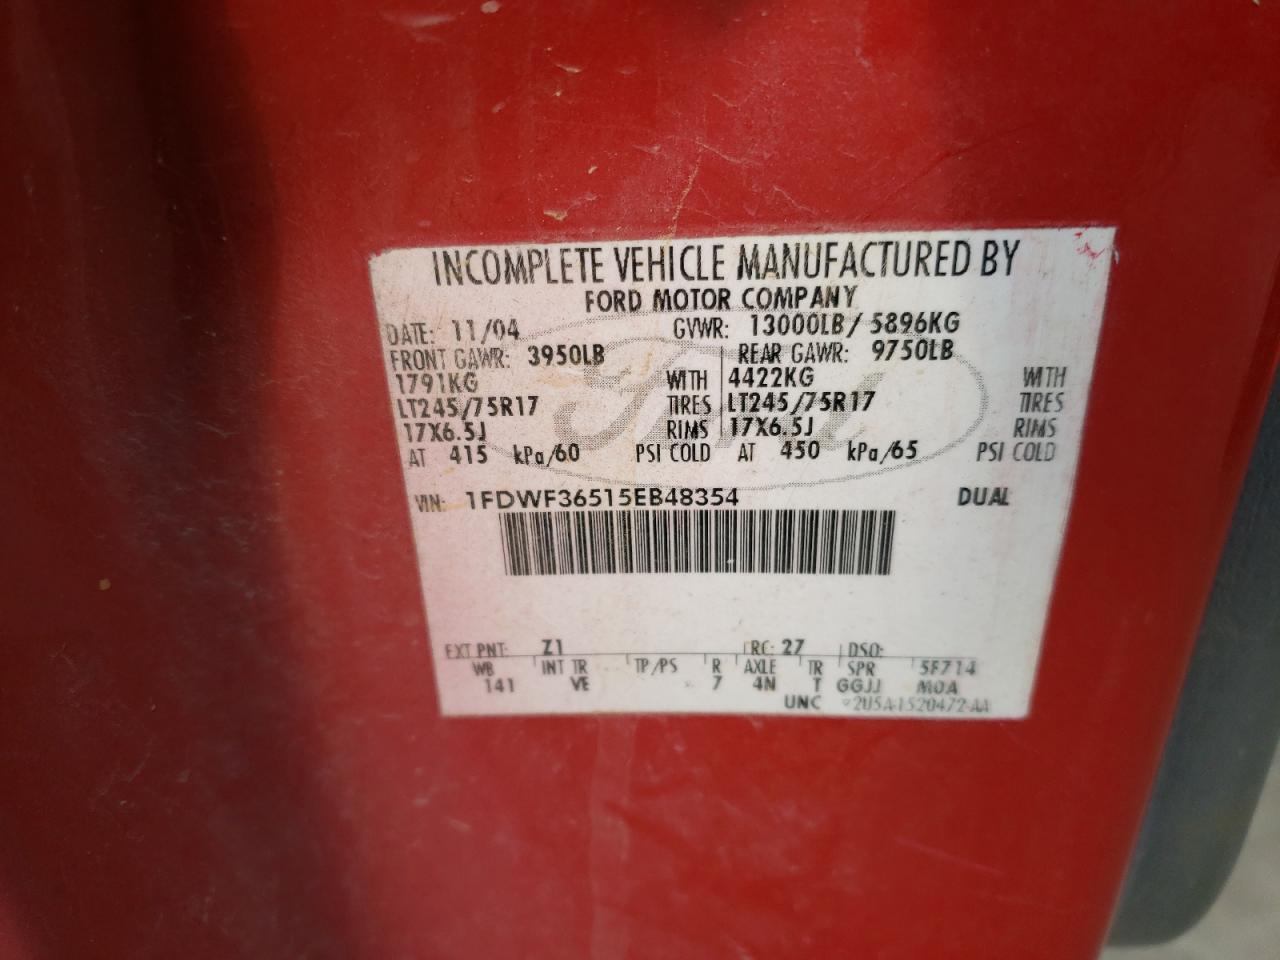 INCOMPLETE VEHICLE MANUFACTURED BY
FORD MOTOR COMPANY
DATE: 11/04 GVWR: 13000LB / 5896KG
FRONT GAWR: 3950LB REAR GAWR: 9750LB
1791KG WITH 4422KG WITH
LT245/75R17 TIRES LT245/75R17 TIRES
17X6.5J RIMS 17X6.5J RIMS
AT 415 kPa/60 PSI COLD AT 450 kPa/65 PSI COLD
VIN: 1FDWF36515EB48354 DUAL
EXT PNT: Z1 RC: 27 DSO:
WB INT TR TP/PS R AXLE TR SPR 5F714
141 VE 7 4N T GGJJ MOA
UNC